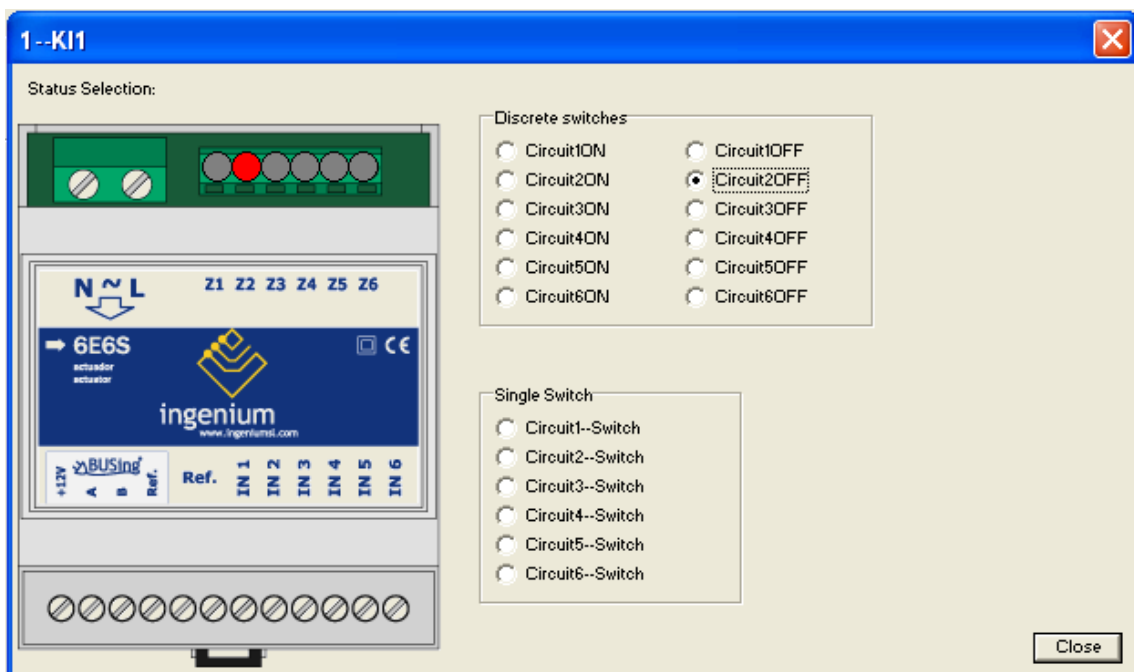 1--KI1
Status Selection:
N ~ L
Z1 Z2 Z3 Z4 Z5 Z6
6E6S
actuador
actuator
CE
ingenium
www.ingeniumsl.com
+12V A B Ref.
BUSing
Ref. IN 1 IN 2 IN 3 IN 4 IN 5 IN 6
Discrete switches
Circuit1ON Circuit1OFF
Circuit2ON Circuit2OFF
Circuit3ON Circuit3OFF
Circuit4ON Circuit4OFF
Circuit5ON Circuit5OFF
Circuit6ON Circuit6OFF
Single Switch
Circuit1--Switch
Circuit2--Switch
Circuit3--Switch
Circuit4--Switch
Circuit5--Switch
Circuit6--Switch
Close